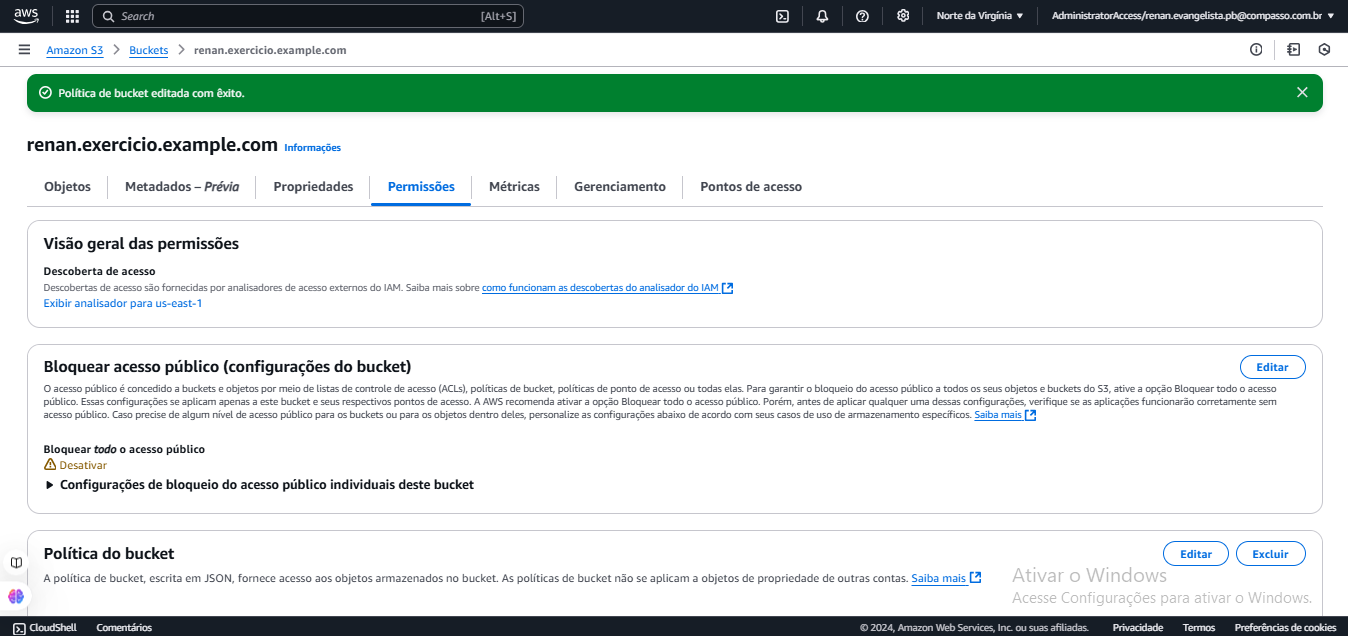 aws
Search [Alt+S]
Norte da Virgínia ▼
AdministratorAccess/renan.evangelista.pb@compasso.com.br ▼
Amazon S3 > Buckets > renan.exercicio.example.com
Política de bucket editada com êxito.
renan.exercicio.example.com Informações
Objetos
Metadados – Prévia
Propriedades
Permissões
Métricas
Gerenciamento
Pontos de acesso
Visão geral das permissões
Descoberta de acesso
Descobertas de acesso são fornecidas por analisadores de acesso externos do IAM. Saiba mais sobre como funcionam as descobertas do analisador do IAM
Exibir analisador para us-east-1
Bloquear acesso público (configurações do bucket)
Editar
O acesso público é concedido a buckets e objetos por meio de listas de controle de acesso (ACLs), políticas de bucket, políticas de ponto de acesso ou todas elas. Para garantir o bloqueio do acesso público a todos os seus objetos e buckets do S3, ative a opção Bloquear todo o acesso
público. Essas configurações se aplicam apenas a este bucket e seus respectivos pontos de acesso. A AWS recomenda ativar a opção Bloquear todo o acesso público. Porém, antes de aplicar qualquer uma dessas configurações, verifique se as aplicações funcionarão corretamente sem
acesso público. Caso precise de algum nível de acesso público para os buckets ou para os objetos dentro deles, personalize as configurações abaixo de acordo com seus casos de uso de armazenamento específicos. Saiba mais
Bloquear todo o acesso público
Desativar
Configurações de bloqueio do acesso público individuais deste bucket
Política do bucket
Editar
Excluir
A política de bucket, escrita em JSON, fornece acesso aos objetos armazenados no bucket. As políticas de bucket não se aplicam a objetos de propriedade de outras contas. Saiba mais
Ativar o Windows
Acesse Configurações para ativar o Windows.
CloudShell
Comentários
© 2024, Amazon Web Services, Inc. ou suas afiliadas.
Privacidade
Termos
Preferências de cookies